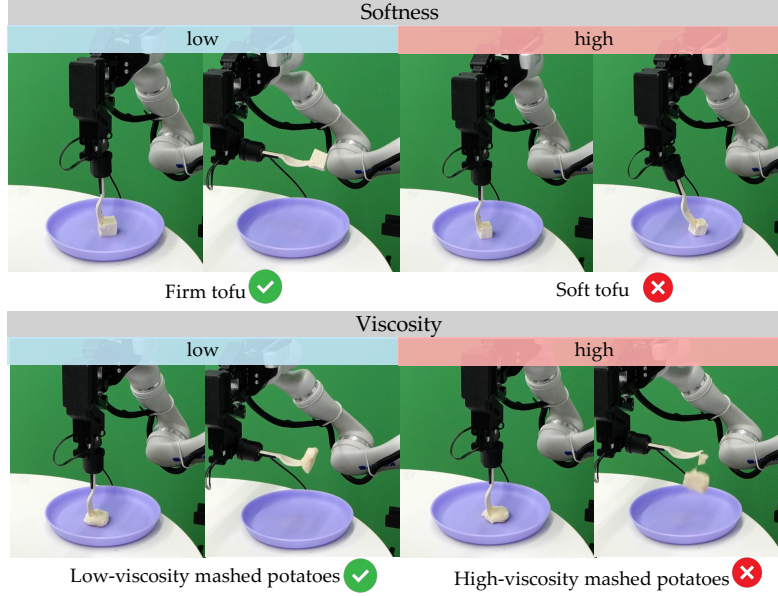 Softness
low
high
Firm tofu
Soft tofu
Viscosity
low
high
Low-viscosity mashed potatoes
High-viscosity mashed potatoes